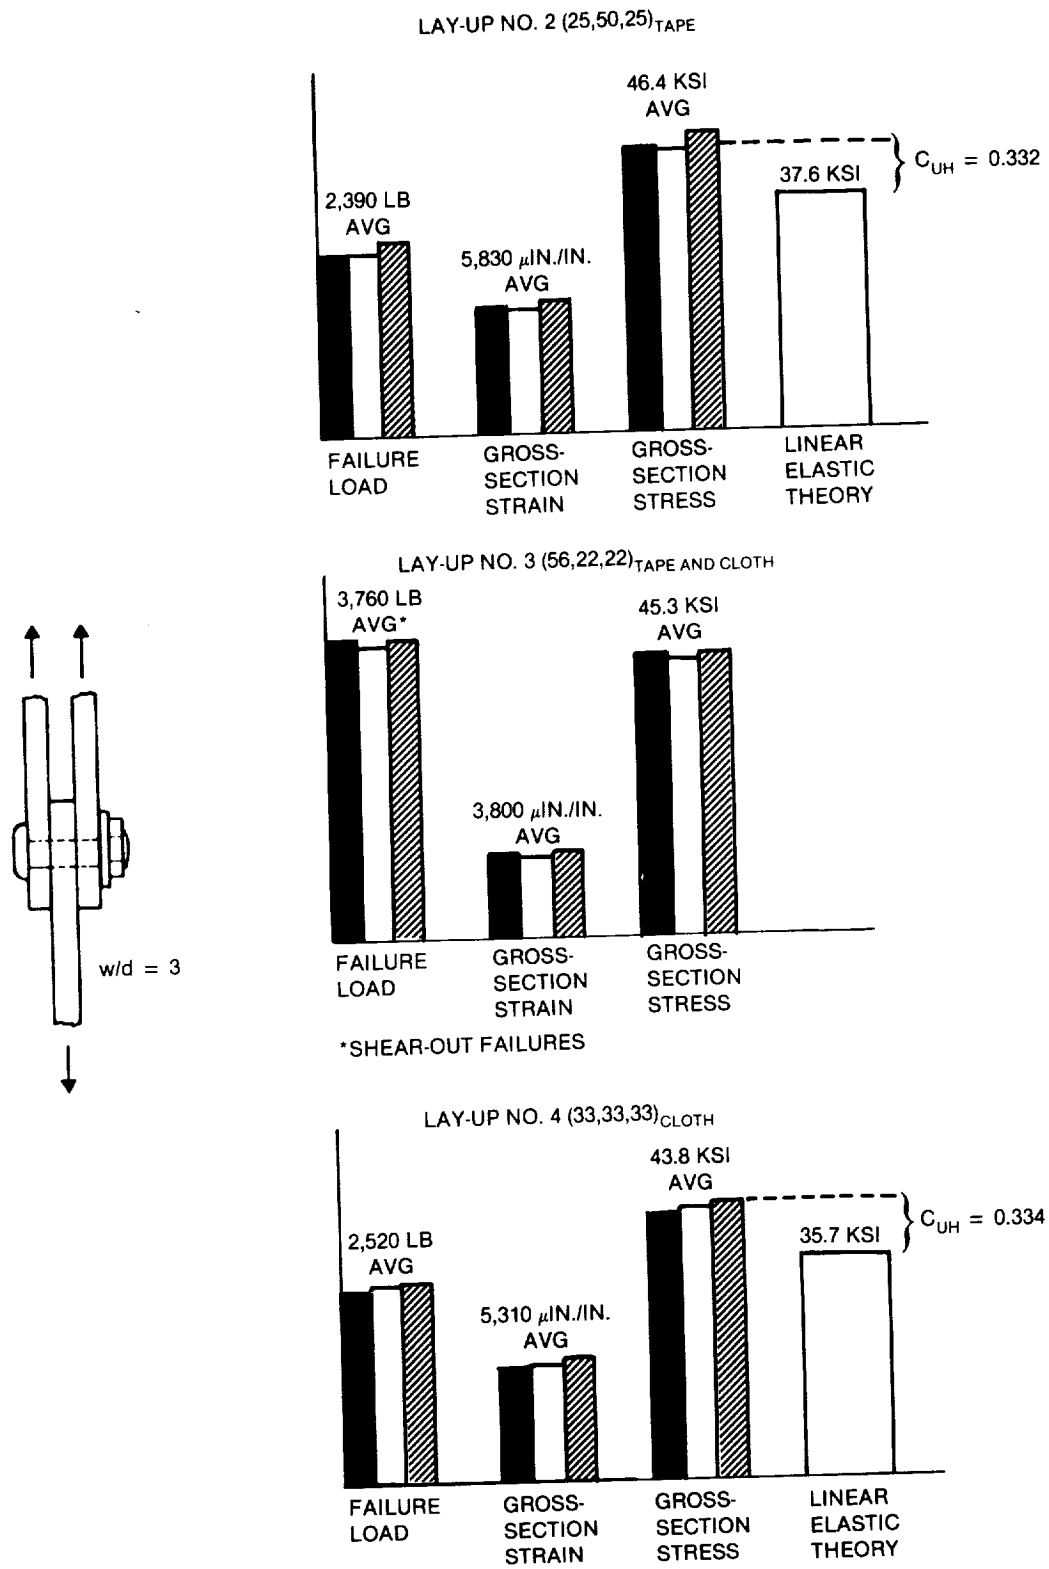 LAY-UP NO. 2 (25,50,25)TAPE
46.4 KSI
AVG
CUH = 0.332
37.6 KSI
2,390 LB
AVG
5,830 µIN./IN.
AVG
FAILURE
LOAD
GROSS-
SECTION
STRAIN
GROSS-
SECTION
STRESS
LINEAR
ELASTIC
THEORY
LAY-UP NO. 3 (56,22,22)TAPE AND CLOTH
3,760 LB
AVG*
45.3 KSI
AVG
3,800 µIN./IN.
AVG
w/d = 3
FAILURE
LOAD
GROSS-
SECTION
STRAIN
GROSS-
SECTION
STRESS
*SHEAR-OUT FAILURES
LAY-UP NO. 4 (33,33,33)CLOTH
43.8 KSI
AVG
CUH = 0.334
35.7 KSI
2,520 LB
AVG
5,310 µIN./IN.
AVG
FAILURE
LOAD
GROSS-
SECTION
STRAIN
GROSS-
SECTION
STRESS
LINEAR
ELASTIC
THEORY